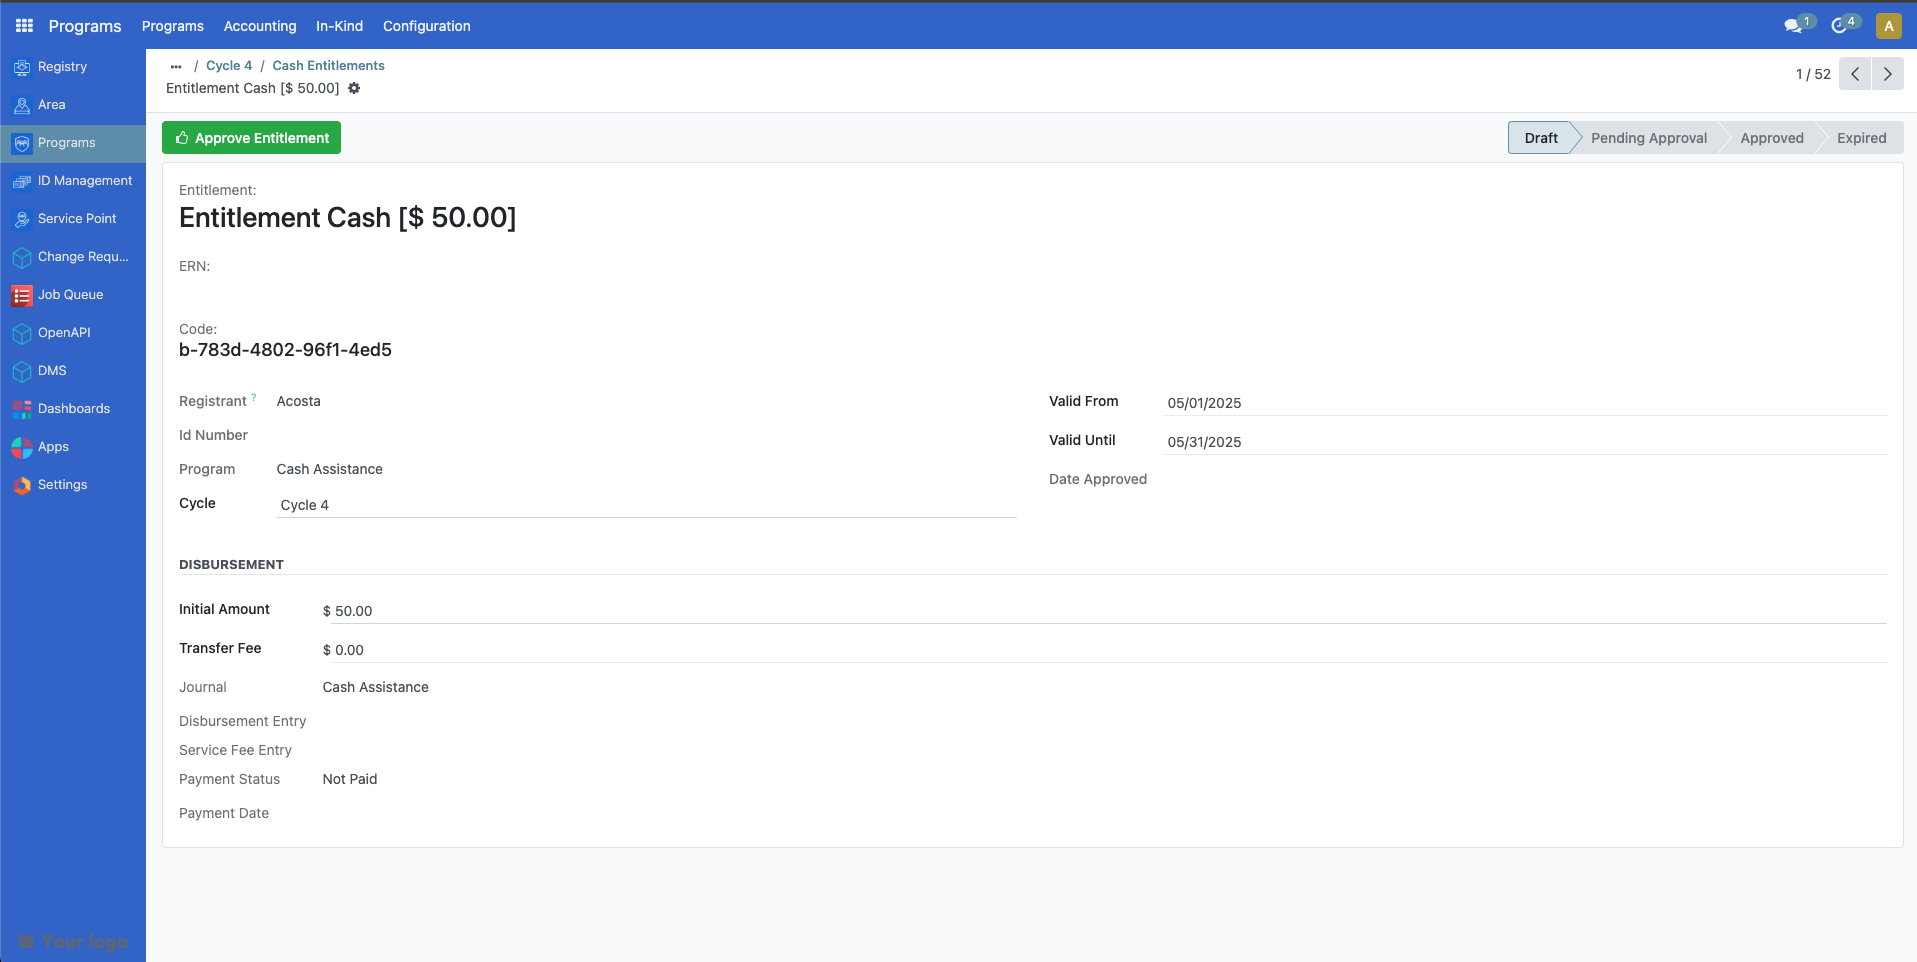 Programs Programs Accounting In-Kind Configuration 1 4 A
Registry
Area
Programs
ID Management
Service Point
Change Requ...
Job Queue
OpenAPI
DMS
Dashboards
Apps
Settings
Your logo
... / Cycle 4 / Cash Entitlements
Entitlement Cash [$ 50.00]
1 / 52
Approve Entitlement
Draft Pending Approval Approved Expired
Entitlement:
Entitlement Cash [$ 50.00]
ERN:
Code:
b-783d-4802-96f1-4ed5
Registrant ? Acosta
Id Number
Program Cash Assistance
Cycle Cycle 4
Valid From 05/01/2025
Valid Until 05/31/2025
Date Approved
DISBURSEMENT
Initial Amount $ 50.00
Transfer Fee $ 0.00
Journal Cash Assistance
Disbursement Entry
Service Fee Entry
Payment Status Not Paid
Payment Date